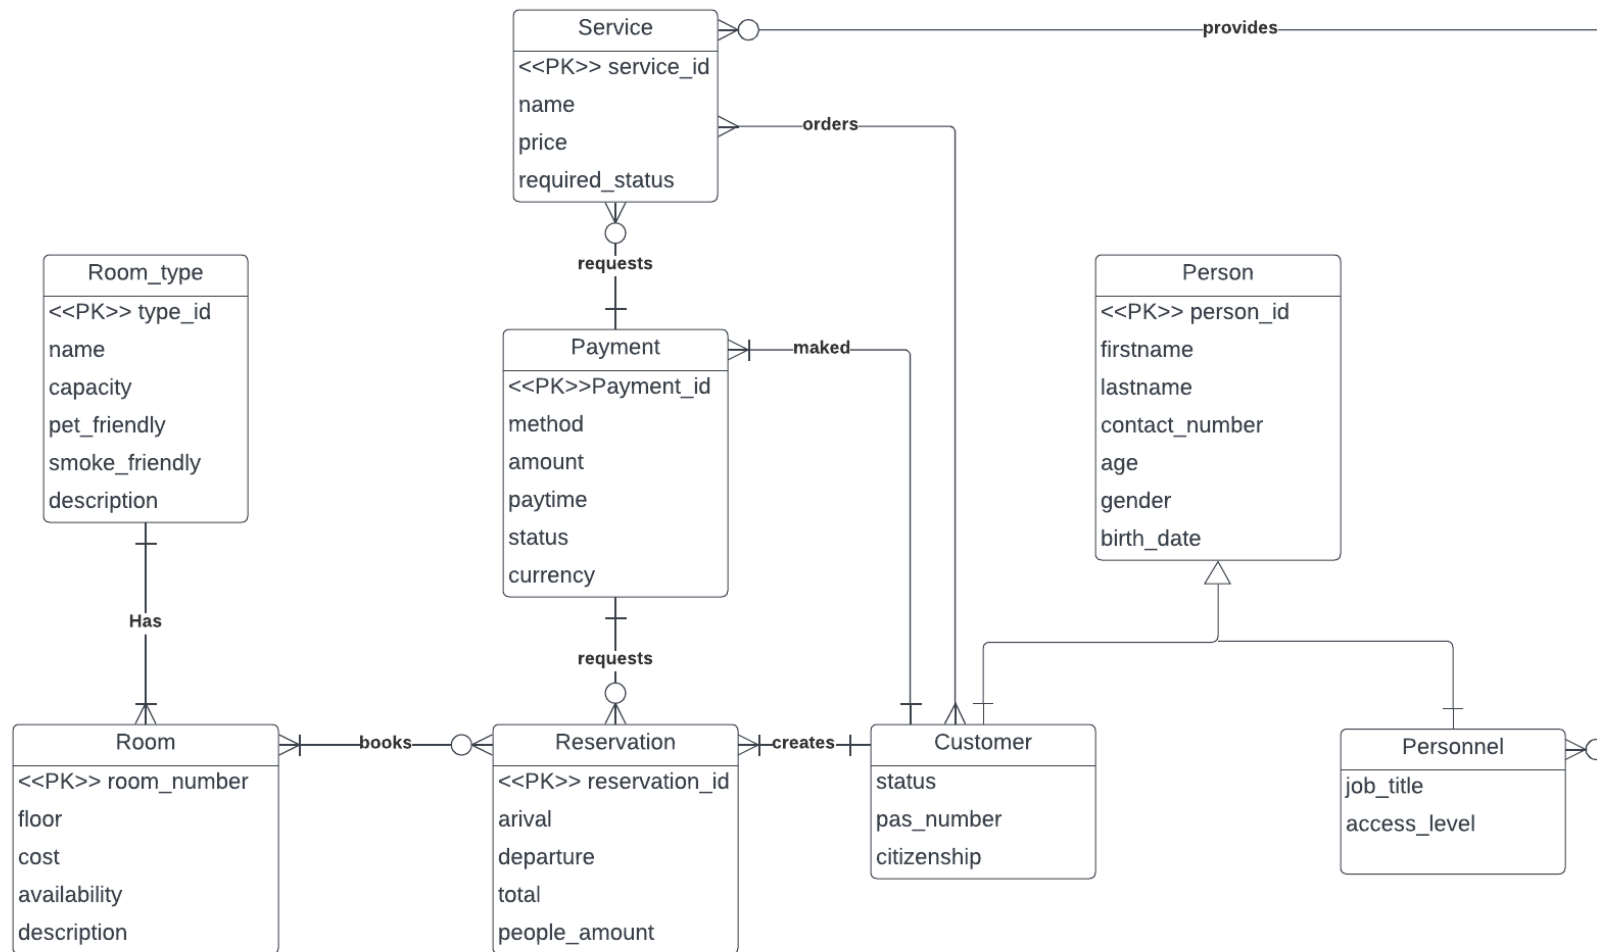 Service
<<PK>> service_id
name
price
required_status
provides
orders
requests
Room_type
<<PK>> type_id
name
capacity
pet_friendly
smoke_friendly
description
Payment
<<PK>>Payment_id
method
amount
paytime
status
currency
maked
Person
<<PK>> person_id
firstname
lastname
contact_number
age
gender
birth_date
Has
requests
Room
<<PK>> room_number
floor
cost
availability
description
books
Reservation
<<PK>> reservation_id
arival
departure
total
people_amount
creates
Customer
status
pas_number
citizenship
Personnel
job_title
access_level